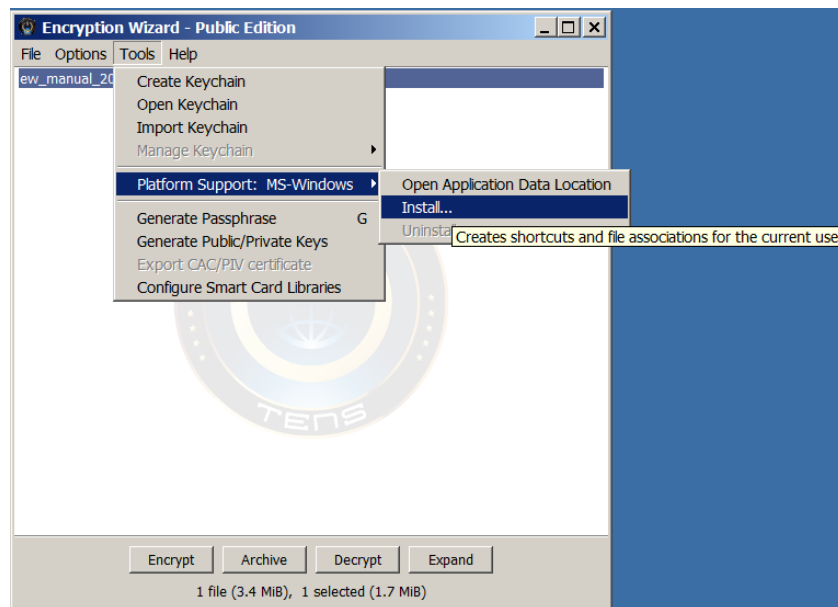 Encryption Wizard - Public Edition
File Options Tools Help
ew_manual_20
Create Keychain
Open Keychain
Import Keychain
Manage Keychain
Platform Support: MS-Windows
Open Application Data Location
Install...
Uninstal
Creates shortcuts and file associations for the current use
Generate Passphrase G
Generate Public/Private Keys
Export CAC/PIV certificate
Configure Smart Card Libraries
TENS
Encrypt Archive Decrypt Expand
1 file (3.4 MiB), 1 selected (1.7 MiB)